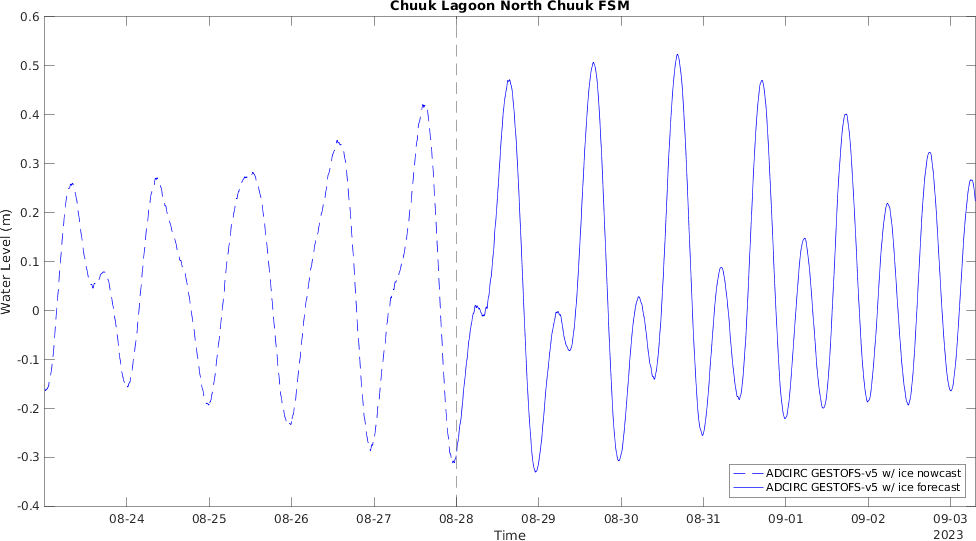 Chuuk Lagoon North Chuuk FSM
0.6
0.5
0.4
0.3
0.2
0.1
0
-0.1
-0.2
-0.3
-0.4
Water Level (m)
ADCIRC GESTOFS-v5 w/ ice nowcast
ADCIRC GESTOFS-v5 w/ ice forecast
08-24 08-25 08-26 08-27 08-28 08-29 08-30 08-31 09-01 09-02 09-03
2023
Time